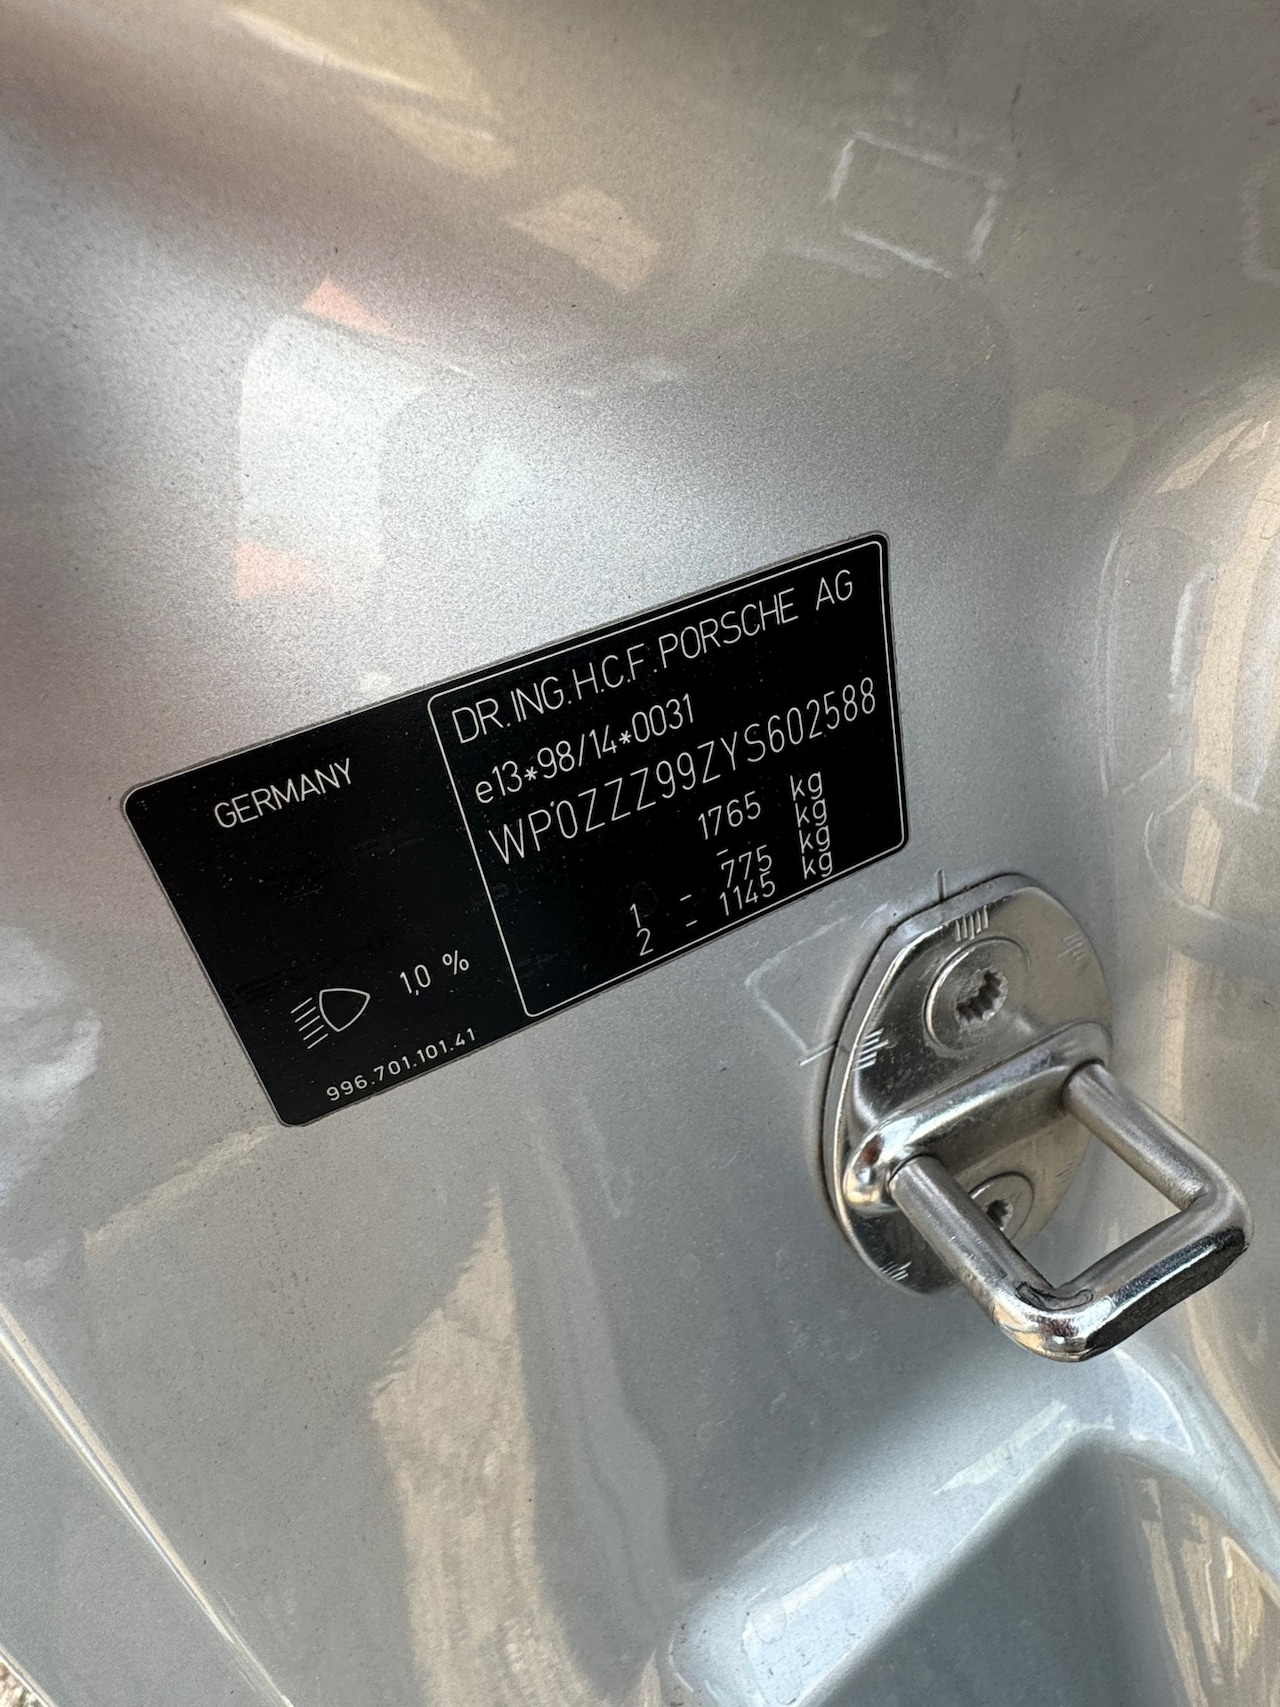 GERMANY
1,0 %
996.701.101.41
DR.ING.H.C.F.PORSCHE AG
e13*98/14*0031
WP0ZZZ99ZYS602588
1765 kg
- kg
1 - 775 kg
2 - 1145 kg